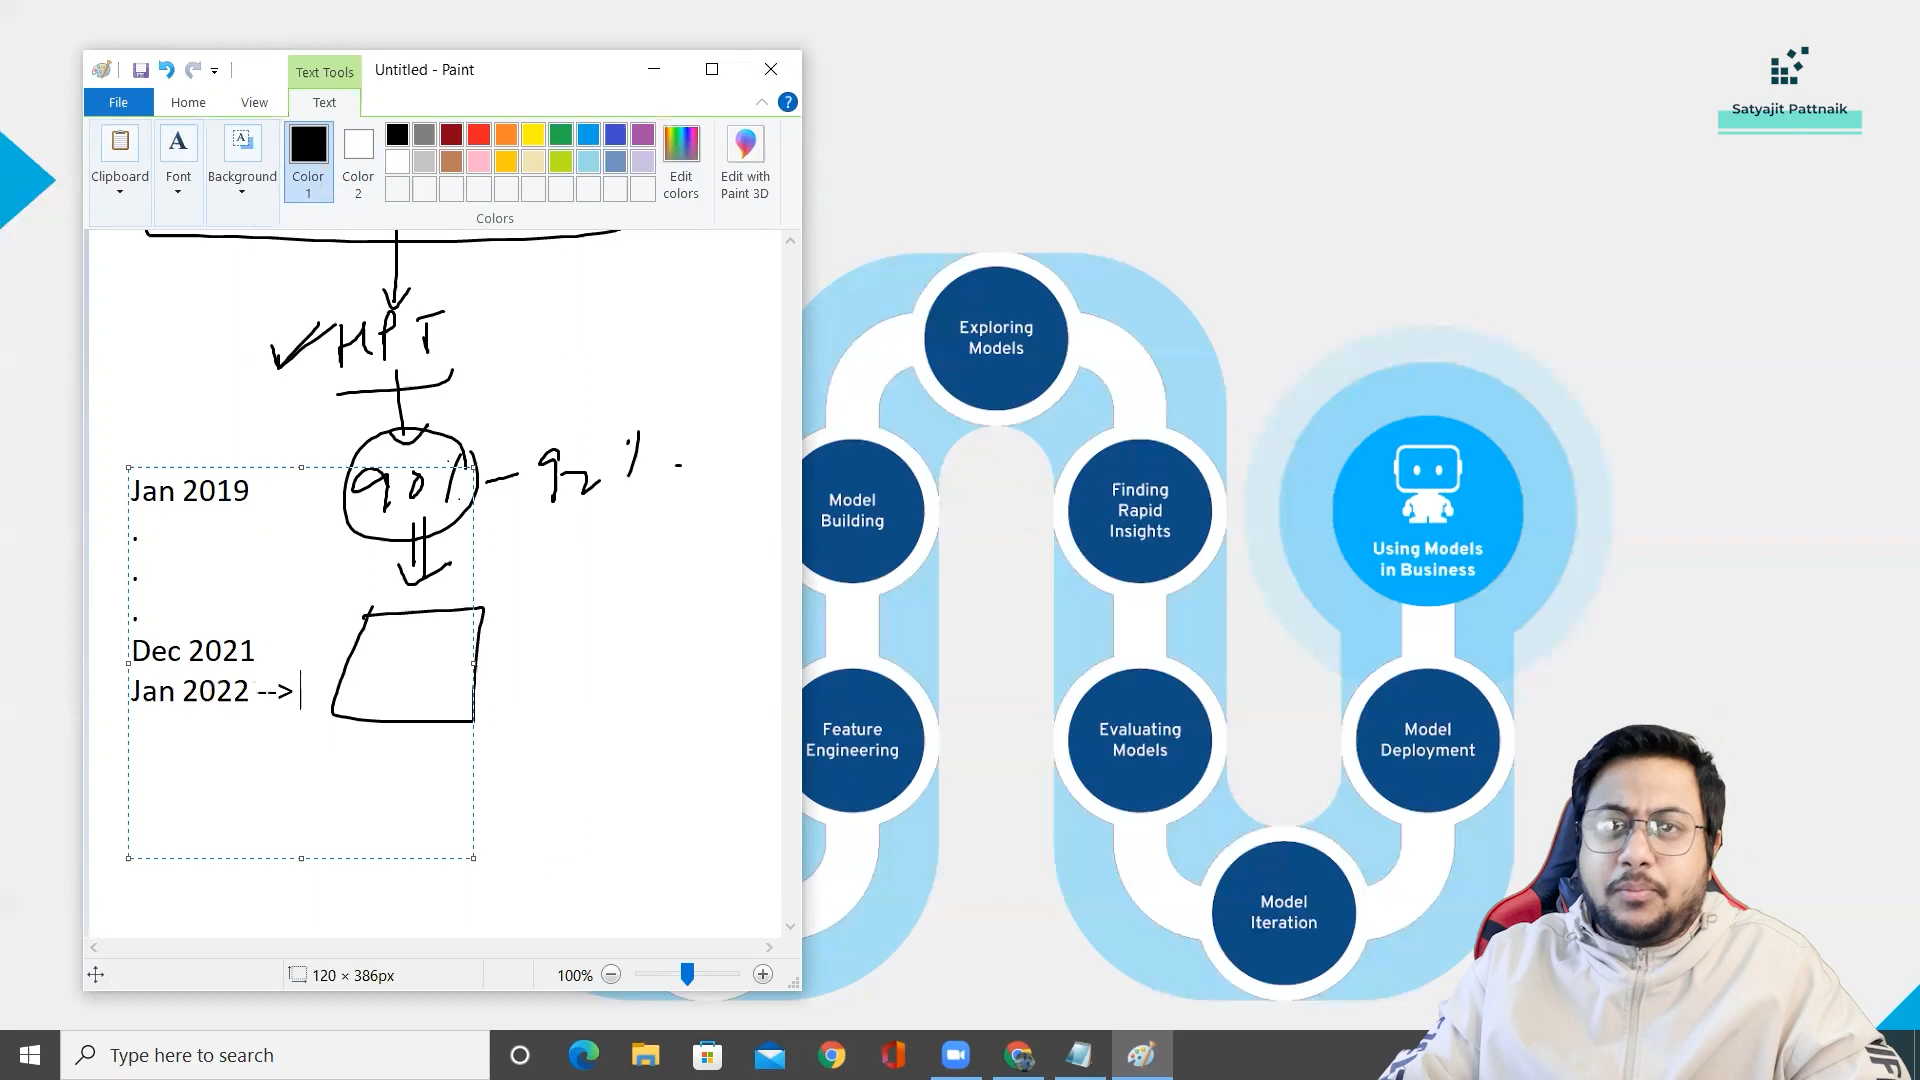 Text Tools
Untitled - Paint
File
Home
View
Text
?
Clipboard
A
Font
A
Background
Color
1
Color
2
Edit
colors
Edit with
Paint 3D
Colors
HPT
90% - 92 %.
Jan 2019
.
.
.
Dec 2021
Jan 2022 -->
120 × 386px
100%
Satyajit Pattnaik
Exploring
Models
Model
Building
Finding
Rapid
Insights
Using Models
in Business
Feature
Engineering
Evaluating
Models
Model
Deployment
Model
Iteration
Type here to search